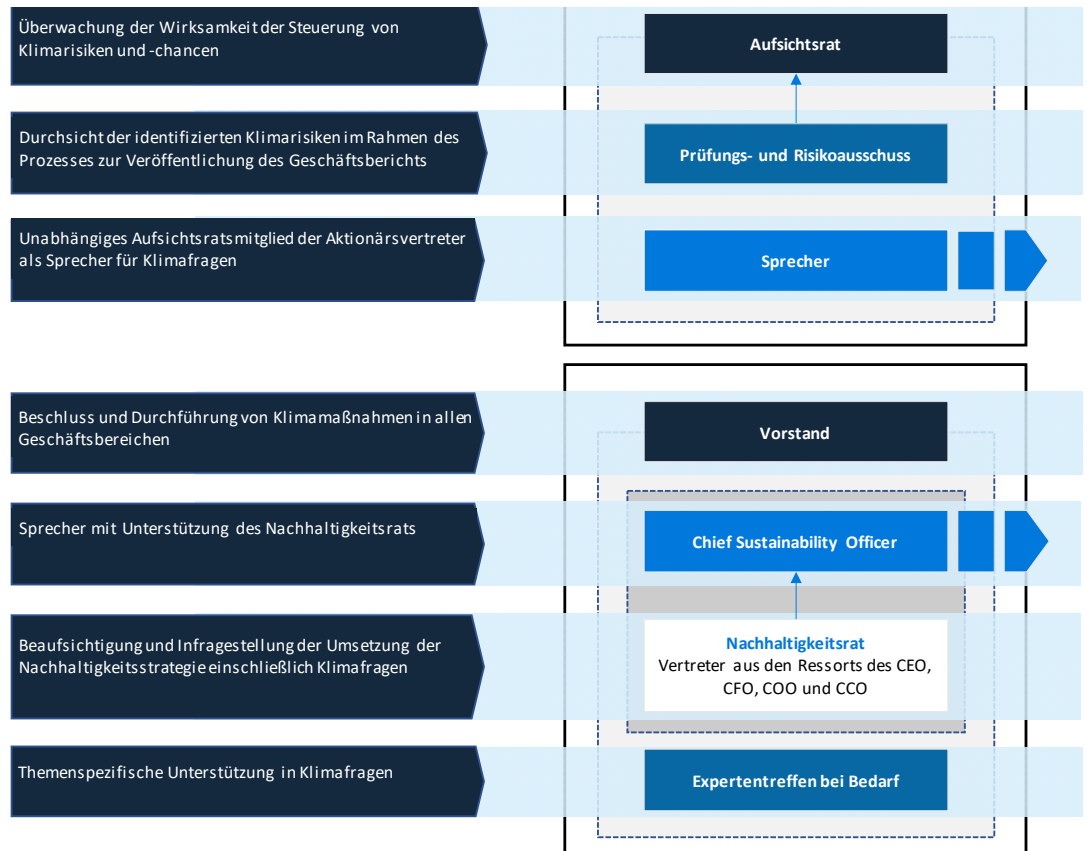 Überwachung der Wirksamkeit der Steuerung von
Klimarisiken und -chancen
Aufsichtsrat
Durchsicht der identifizierten Klimarisiken im Rahmen des
Prozesses zur Veröffentlichung des Geschäftsberichts
Prüfungs- und Risikoausschuss
Unabhängiges Aufsichtsratsmitglied der Aktionärsvertreter
als Sprecher für Klimafragen
Sprecher
Beschluss und Durchführung von Klimamaßnahmen in allen
Geschäftsbereichen
Vorstand
Sprecher mit Unterstützung des Nachhaltigkeitsrats
Chief Sustainability Officer
Beaufsichtigung und Infragestellung der Umsetzung der
Nachhaltigkeitsstrategie einschließlich Klimafragen
Nachhaltigkeitsrat
Vertreter aus den Ressorts des CEO,
CFO, COO und CCO
Themenspezifische Unterstützung in Klimafragen
Expertentreffen bei Bedarf